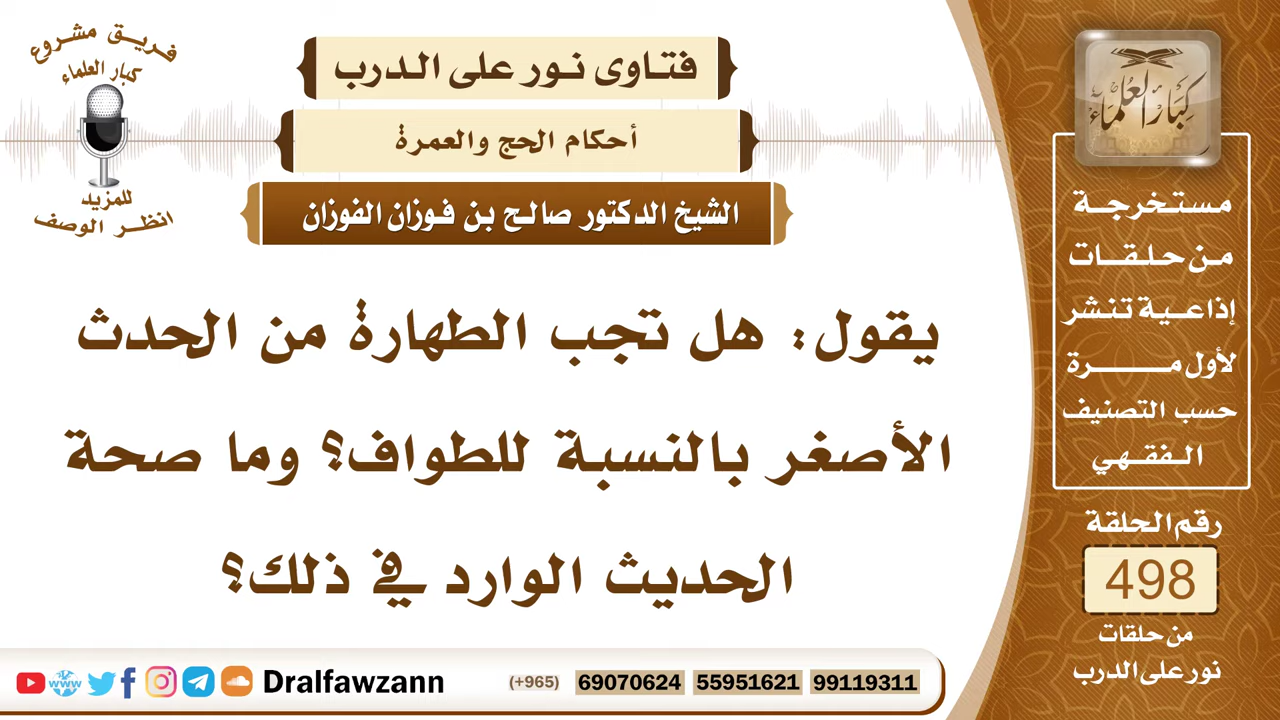 فريق مشروع
كبار العلماء
للمزيد
انظر الوصف
فتاوى نور على الدرب
أحكام الحج والعمرة
الشيخ الدكتور صالح بن فوزان الفوزان
يقول: هل تجب الطهارة من الحدث
الأصغر بالنسبة للطواف؟ وما صحة
الحديث الوارد في ذلك؟
كبار العلماء
مستخرجة
من حلقات
إذاعية تنشر
لأول مرة
حسب التصنيف
الفقهي
رقم الحلقة
498
من حلقات
نور على الدرب
www Dralfawzann (+965) 69070624 55951621 99119311